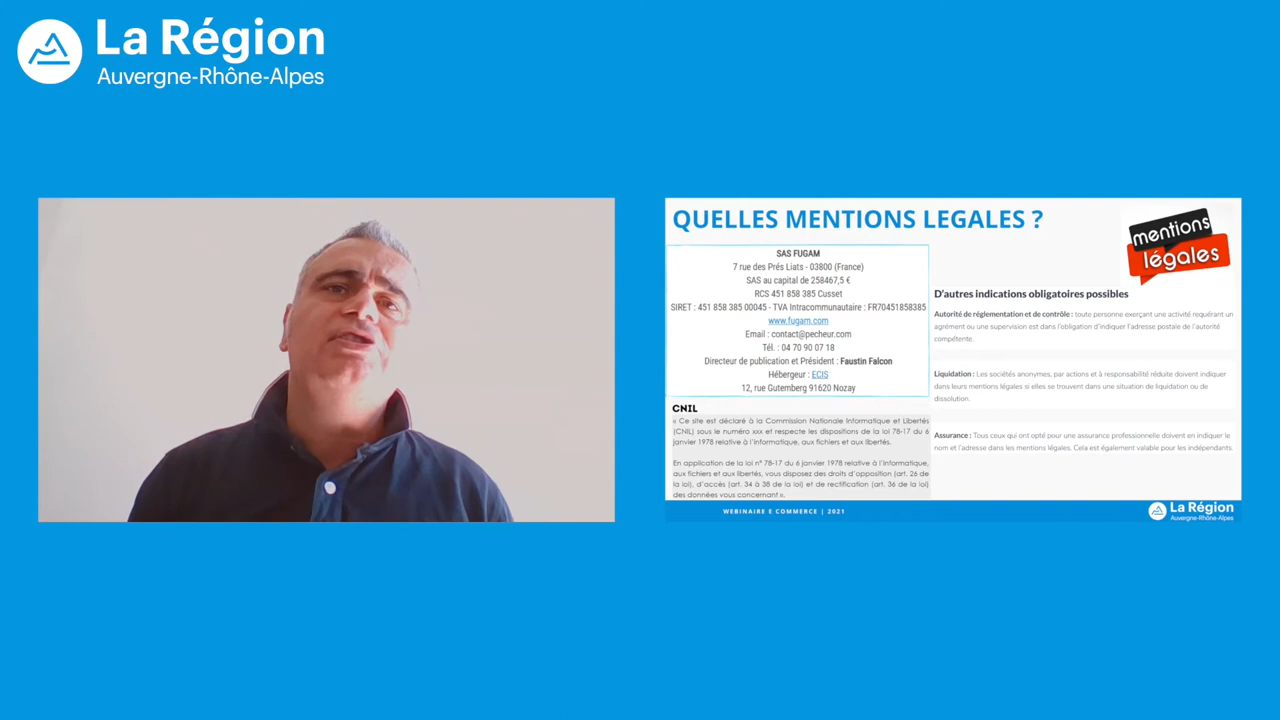 La Région
Auvergne-Rhône-Alpes
QUELLES MENTIONS LEGALES ?
mentions
légales
SAS FUGAM
7 rue des Prés Liats - 03800 (France)
SAS au capital de 258467,5 €
RCS 451 858 385 Cusset
SIRET : 451 858 385 00045 - TVA Intracommunautaire : FR70451858385
www.fugam.com
Email : contact@pecheur.com
Tél. : 04 70 90 07 18
Directeur de publication et Président : Faustin Falcon
Hébergeur : ECIS
12, rue Gutemberg 91620 Nozay
CNIL
« Ce site est déclaré à la Commission Nationale Informatique et Libertés
(CNIL) sous le numéro xxx et respecte les dispositions de la loi 78-17 du 6
janvier 1978 relative à l'informatique, aux fichiers et aux libertés.
En application de la loi n° 78-17 du 6 janvier 1978 relative à l'informatique,
aux fichiers et aux libertés, vous disposez des droits d'opposition (art. 26 de
la loi), d'accès (art. 34 à 38 de la loi) et de rectification (art. 36 de la loi)
des données vous concernant ».
D'autres indications obligatoires possibles
Autorité de réglementation et de contrôle : toute personne exerçant une activité requérant un
agrément ou une supervision est dans l'obligation d'indiquer l'adresse postale de l'autorité
compétente.
Liquidation : Les sociétés anonymes, par actions et à responsabilité réduite doivent indiquer
dans leurs mentions légales si elles se trouvent dans une situation de liquidation ou de
dissolution.
Assurance : Tous ceux qui ont opté pour une assurance professionnelle doivent en indiquer le
nom et l'adresse dans les mentions légales. Cela est également valable pour les indépendants.
WEBINAIRE E COMMERCE | 2021
La Région
Auvergne-Rhône-Alpes